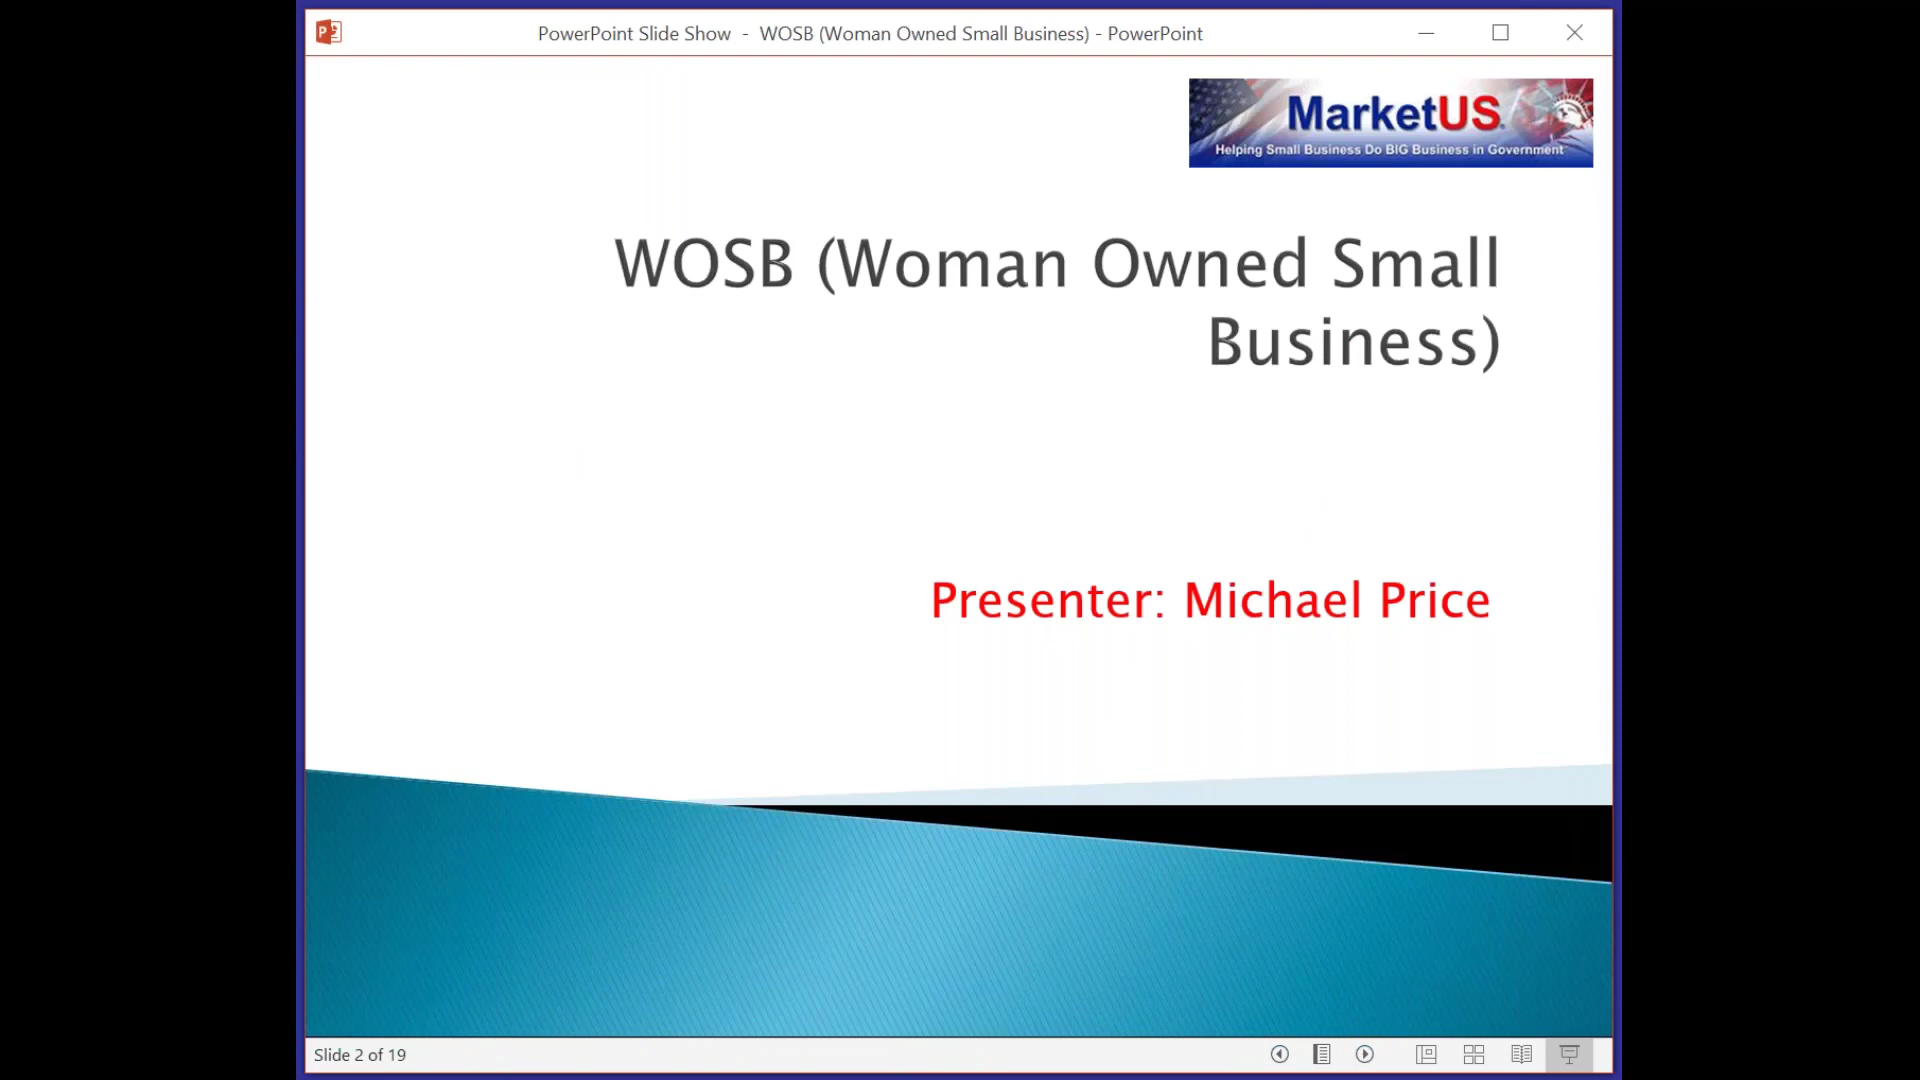 PowerPoint Slide Show - WOSB (Woman Owned Small Business) - PowerPoint
MarketUS
Helping Small Business Do BIG Business in Government
WOSB (Woman Owned Small
Business)
Presenter: Michael Price
Slide 2 of 19